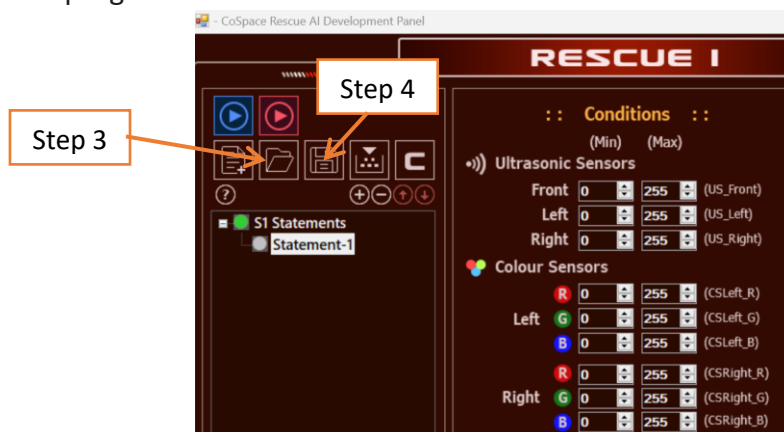 - CoSpace Rescue AI Development Panel
RESCUE I
Step 4
Step 3
: : Conditions : :
(Min) (Max)
Ultrasonic Sensors
Front 0 255 (US_Front)
Left 0 255 (US_Left)
Right 0 255 (US_Right)
?
S1 Statements
Statement-1
Colour Sensors
R 0 255 (CSLeft_R)
Left G 0 255 (CSLeft_G)
B 0 255 (CSLeft_B)
R 0 255 (CSRight_R)
Right G 0 255 (CSRight_G)
B 0 255 (CSRight_B)